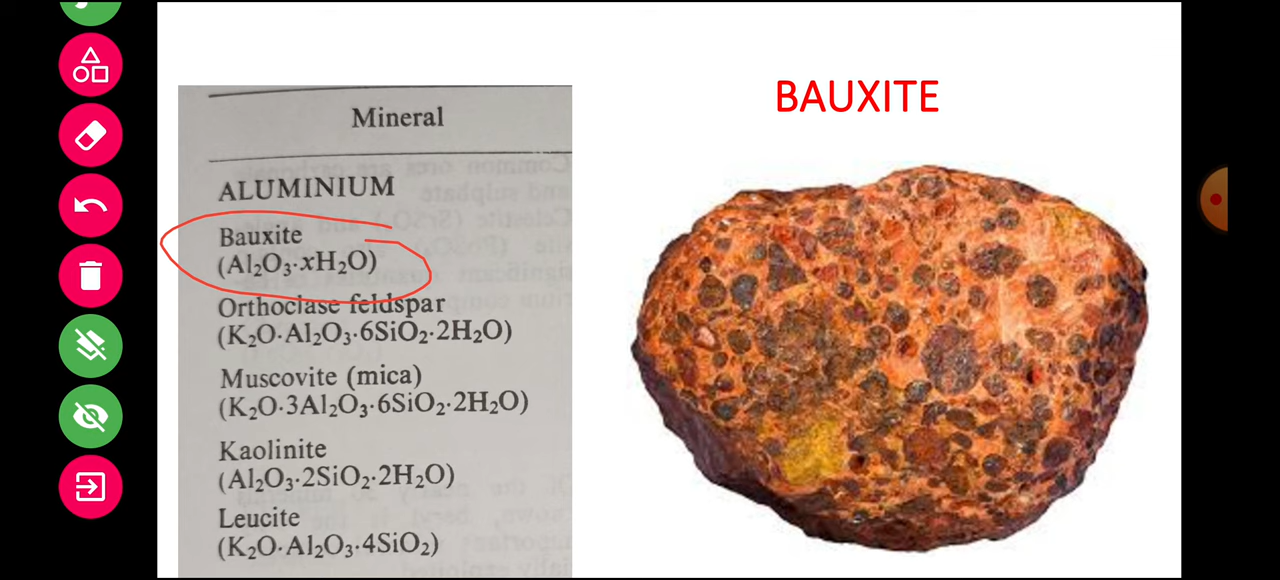 Mineral
ALUMINIUM
Bauxite
(Al₂O₃·xH₂O)
Orthoclase feldspar
(K₂O·Al₂O₃·6SiO₂·2H₂O)
Muscovite (mica)
(K₂O·3Al₂O₃·6SiO₂·2H₂O)
Kaolinite
(Al₂O₃·2SiO₂·2H₂O)
Leucite
(K₂O·Al₂O₃·4SiO₂)
BAUXITE